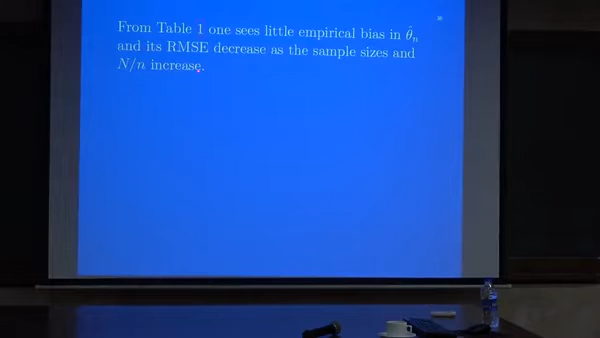 From Table 1 one sees little empirical bias in θ̂ₙ
and its RMSE decrease as the sample sizes and
N/n increase.